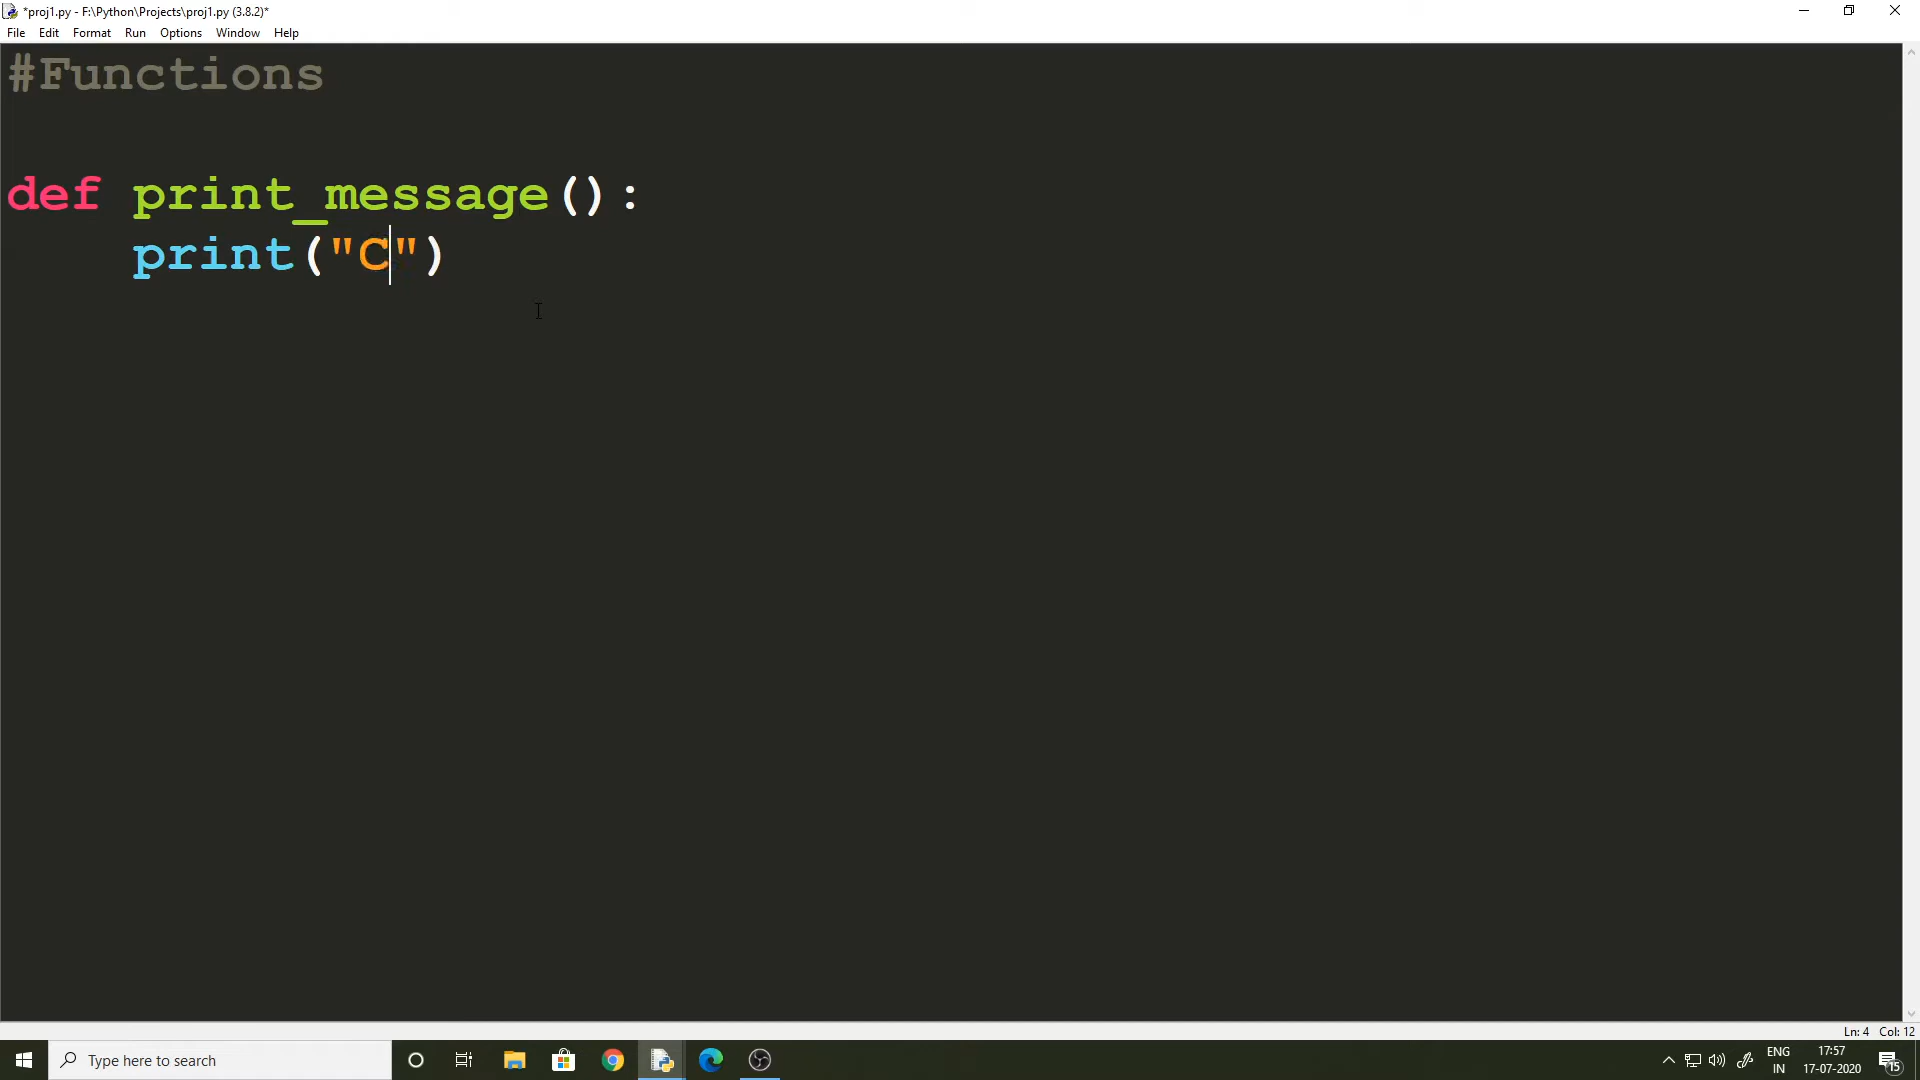 *proj1.py - F:\Python\Projects\proj1.py (3.8.2)*
File Edit Format Run Options Window Help
#Functions
def print_message():
    print("C")
Ln: 4 Col: 12
Type here to search
ENG
IN
17:57
17-07-2020
15